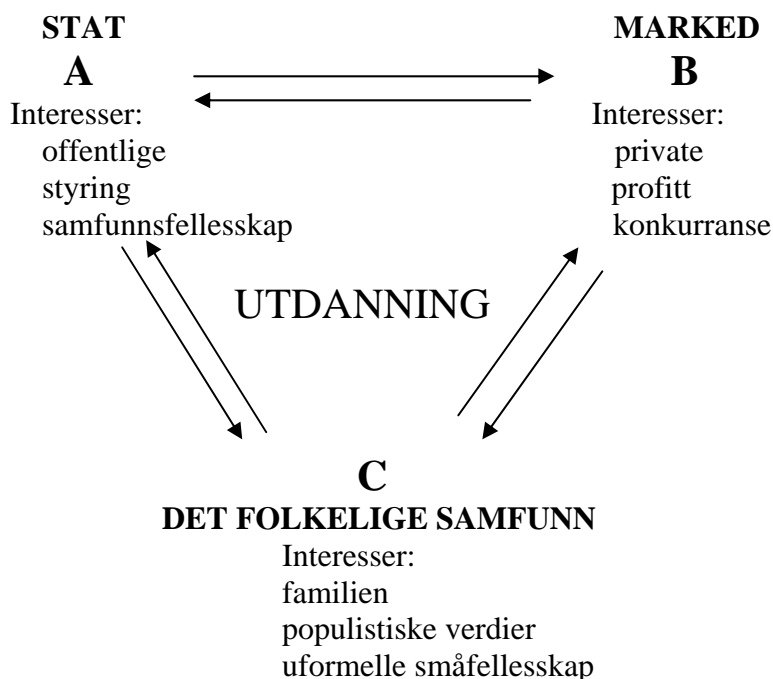 STAT
A
Interesser:
offentlige
styring
samfunnsfellesskap
MARKED
B
Interesser:
private
profitt
konkurranse
UTDANNING
C
DET FOLKELIGE SAMFUNN
Interesser:
familien
populistiske verdier
uformelle småfellesskap